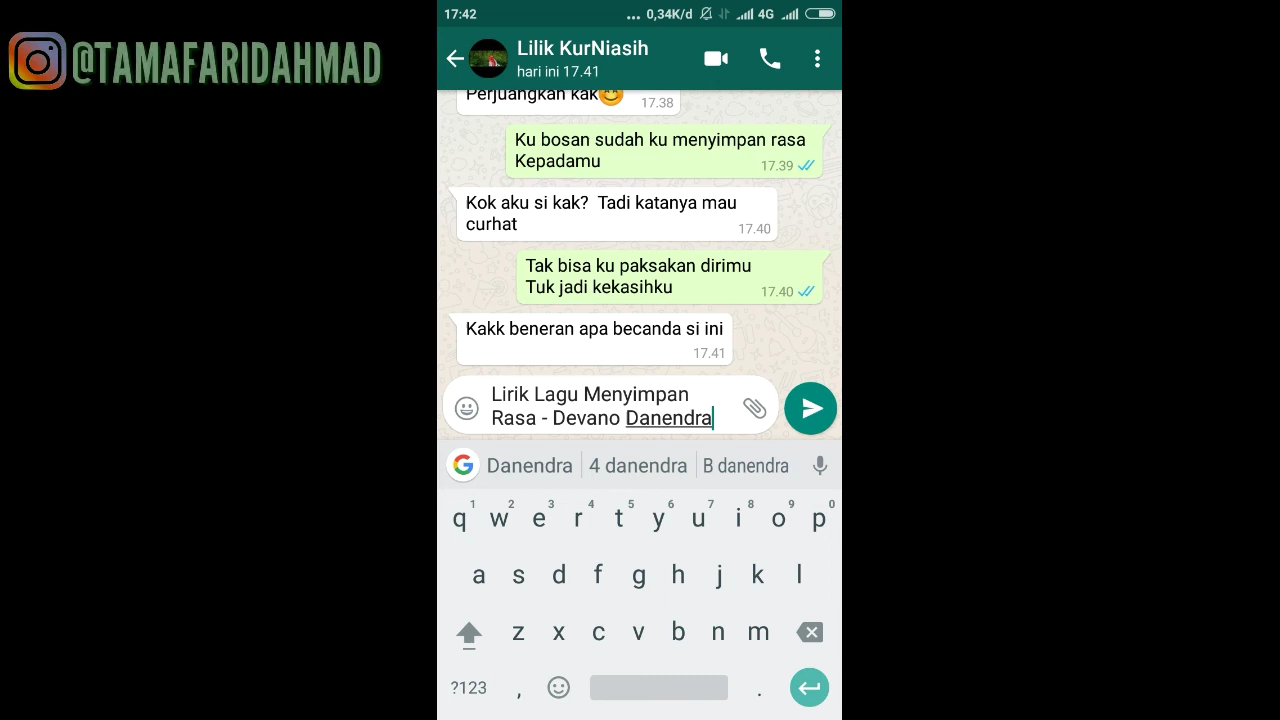 @TAMAFARIDAHMAD
17:42
... 0,34K/d 4G
Lilik KurNiasih
hari ini 17.41
Perjuangkan kak😊
17.38
Ku bosan sudah ku menyimpan rasa
Kepadamu
17.39
Kok aku si kak? Tadi katanya mau
curhat
17.40
Tak bisa ku paksakan dirimu
Tuk jadi kekasihku
17.40
Kakk beneran apa becanda si ini
17.41
Lirik Lagu Menyimpan
Rasa - Devano Danendra
Danendra 4 danendra B danendra
1 2 3 4 5 6 7 8 9 0
q w e r t y u i o p
a s d f g h j k l
z x c v b n m
?123 , .